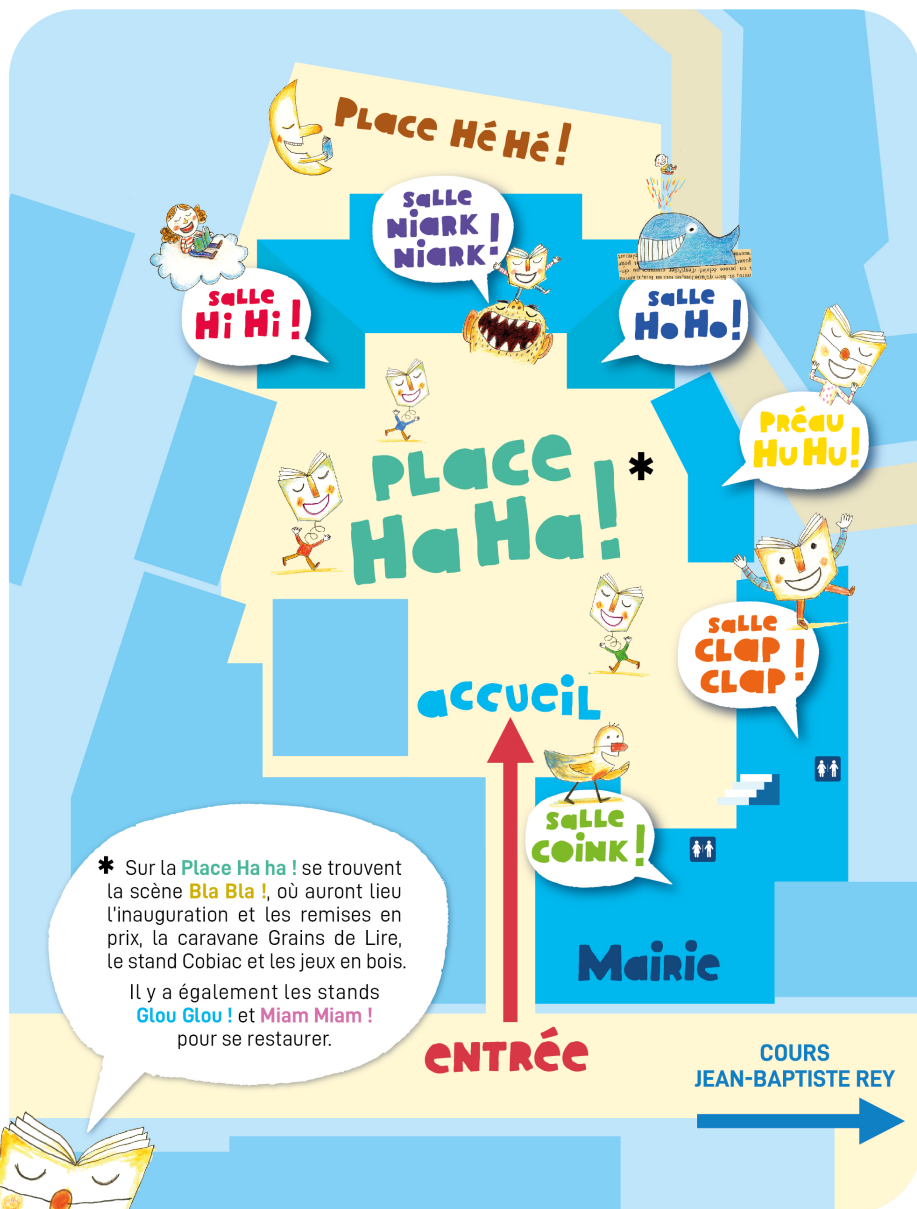 Place Hé Hé !
Salle
Niark
Niark !
Salle
Hi Hi !
Salle
Ho Ho !
Préau
Hu Hu !
Place
Ha Ha ! *
Salle
Clap
Clap !
accueil
Salle
Coink !
Mairie
* Sur la Place Ha ha ! se trouvent
la scène Bla Bla !, où auront lieu
l'inauguration et les remises en
prix, la caravane Grains de Lire,
le stand Cobiac et les jeux en bois.
Il y a également les stands
Glou Glou ! et Miam Miam !
pour se restaurer.
entrée
COURS
JEAN-BAPTISTE REY